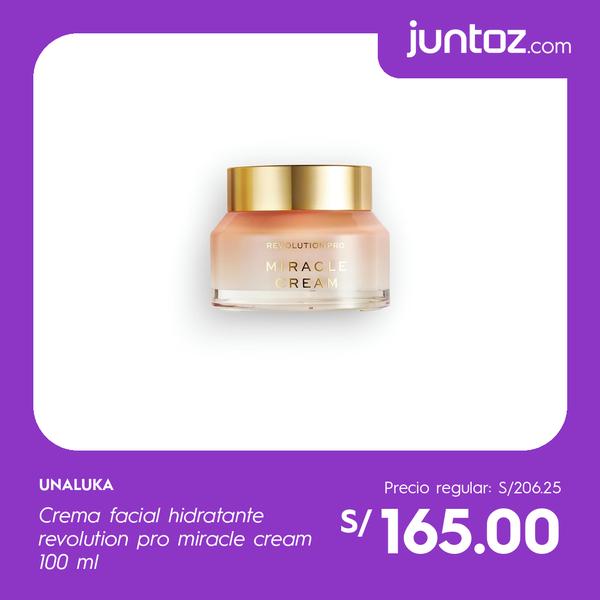 juntoz.com
REVOLUTION PRO
MIRACLE
CREAM
UNALUKA
Crema facial hidratante
revolution pro miracle cream
100 ml
Precio regular: S/206.25
S/165.00